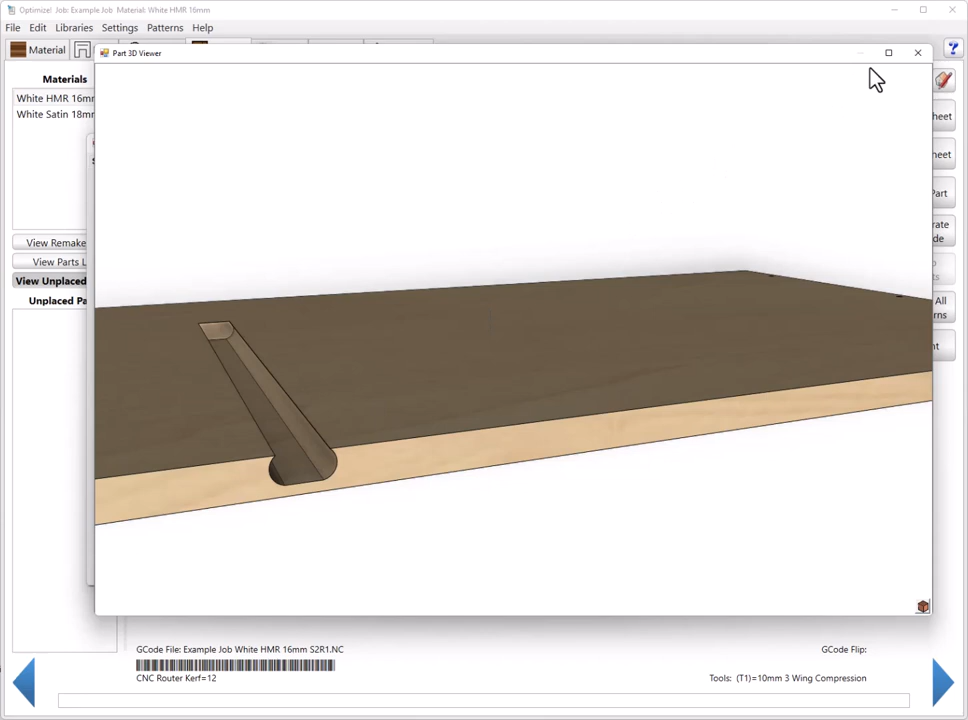 Optimize! Job: Example Job Material: White HMR 16mm
File Edit Libraries Settings Patterns Help
Material
?
Part 3D Viewer
Materials
White HMR 16mm
White Satin 18mm
heet
heet
View Remake
Part
View Parts L
rate
de
View Unplaced
Unplaced Pa
All
rns
nt
GCode File: Example Job White HMR 16mm S2R1.NC
GCode Flip:
CNC Router Kerf=12
Tools: (T1)=10mm 3 Wing Compression